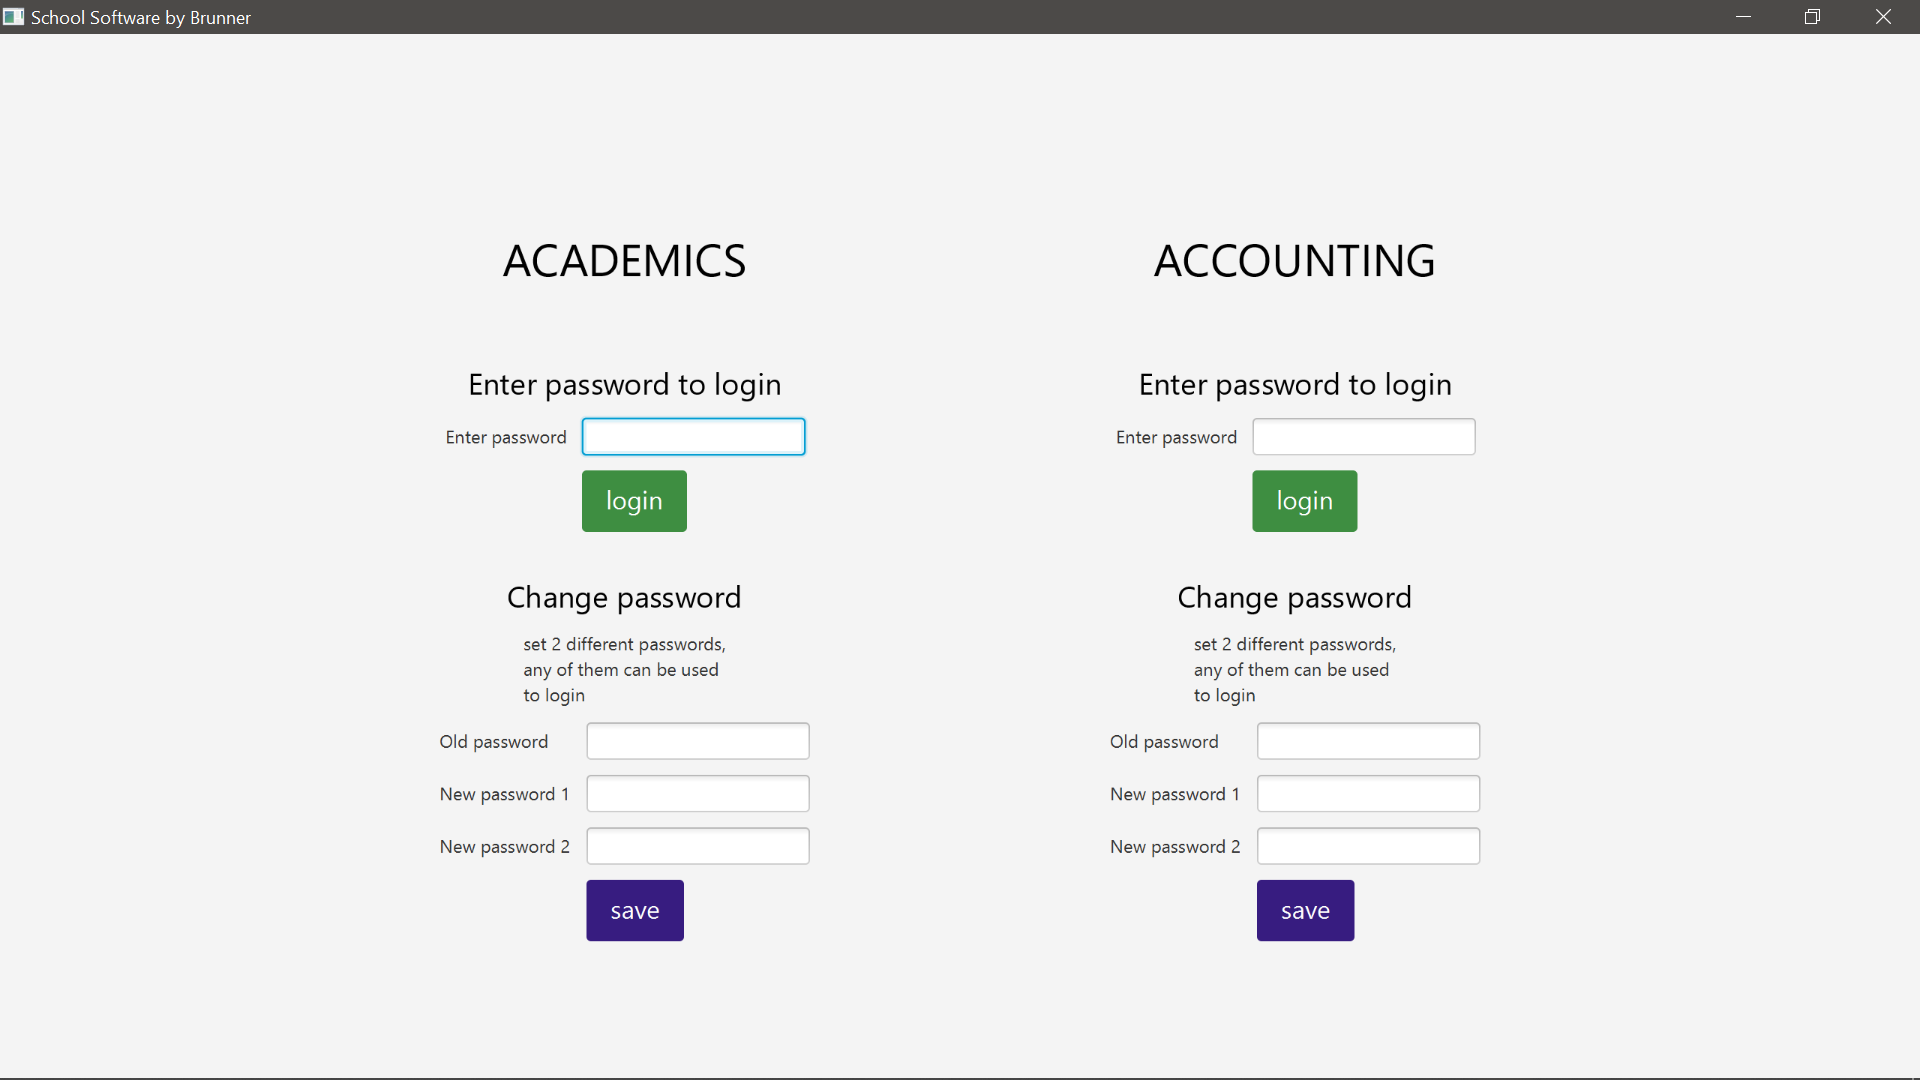 School Software by Brunner
ACADEMICS
Enter password to login
Enter password
login
Change password
set 2 different passwords,
any of them can be used
to login
Old password
New password 1
New password 2
save
ACCOUNTING
Enter password to login
Enter password
login
Change password
set 2 different passwords,
any of them can be used
to login
Old password
New password 1
New password 2
save